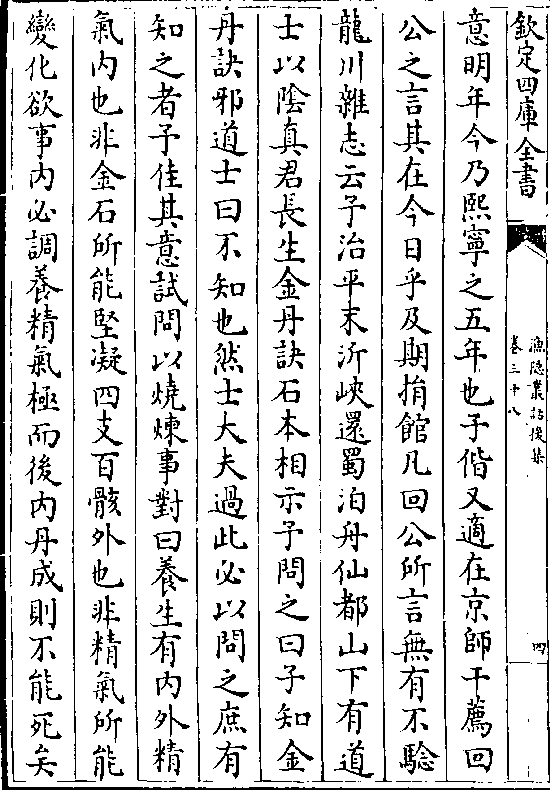 欽定四庫全書
漁隱叢話後集
卷三十八
四
意明年今乃熙寧之五年也子偕又適在京師干薦回
公之言其在今日乎及期捐館凡回公所言無有不驗
龍川雜志云予治平末泝峽還蜀泊舟仙都山下有道
士以陰真君長生金丹訣石本相示予問之曰子知金
丹訣邪道士曰不知也然士大夫過此必以問之庶有
知之者予佳其意試問以燒煉事對曰養生有內外精
氣內也非金石所能堅凝四支百骸外也非精氣所能
變化欲事內必調養精氣極而後內丹成則不能死矣